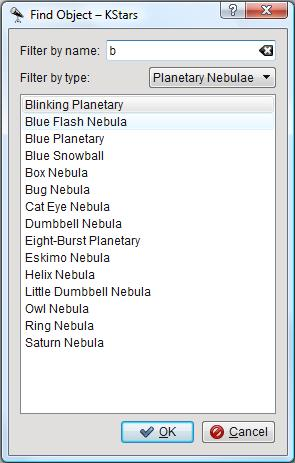 Find Object – KStars
Filter by name: b
Filter by type: Planetary Nebulae
Blinking Planetary
Blue Flash Nebula
Blue Planetary
Blue Snowball
Box Nebula
Bug Nebula
Cat Eye Nebula
Dumbbell Nebula
Eight-Burst Planetary
Eskimo Nebula
Helix Nebula
Little Dumbbell Nebula
Owl Nebula
Ring Nebula
Saturn Nebula
OK Cancel